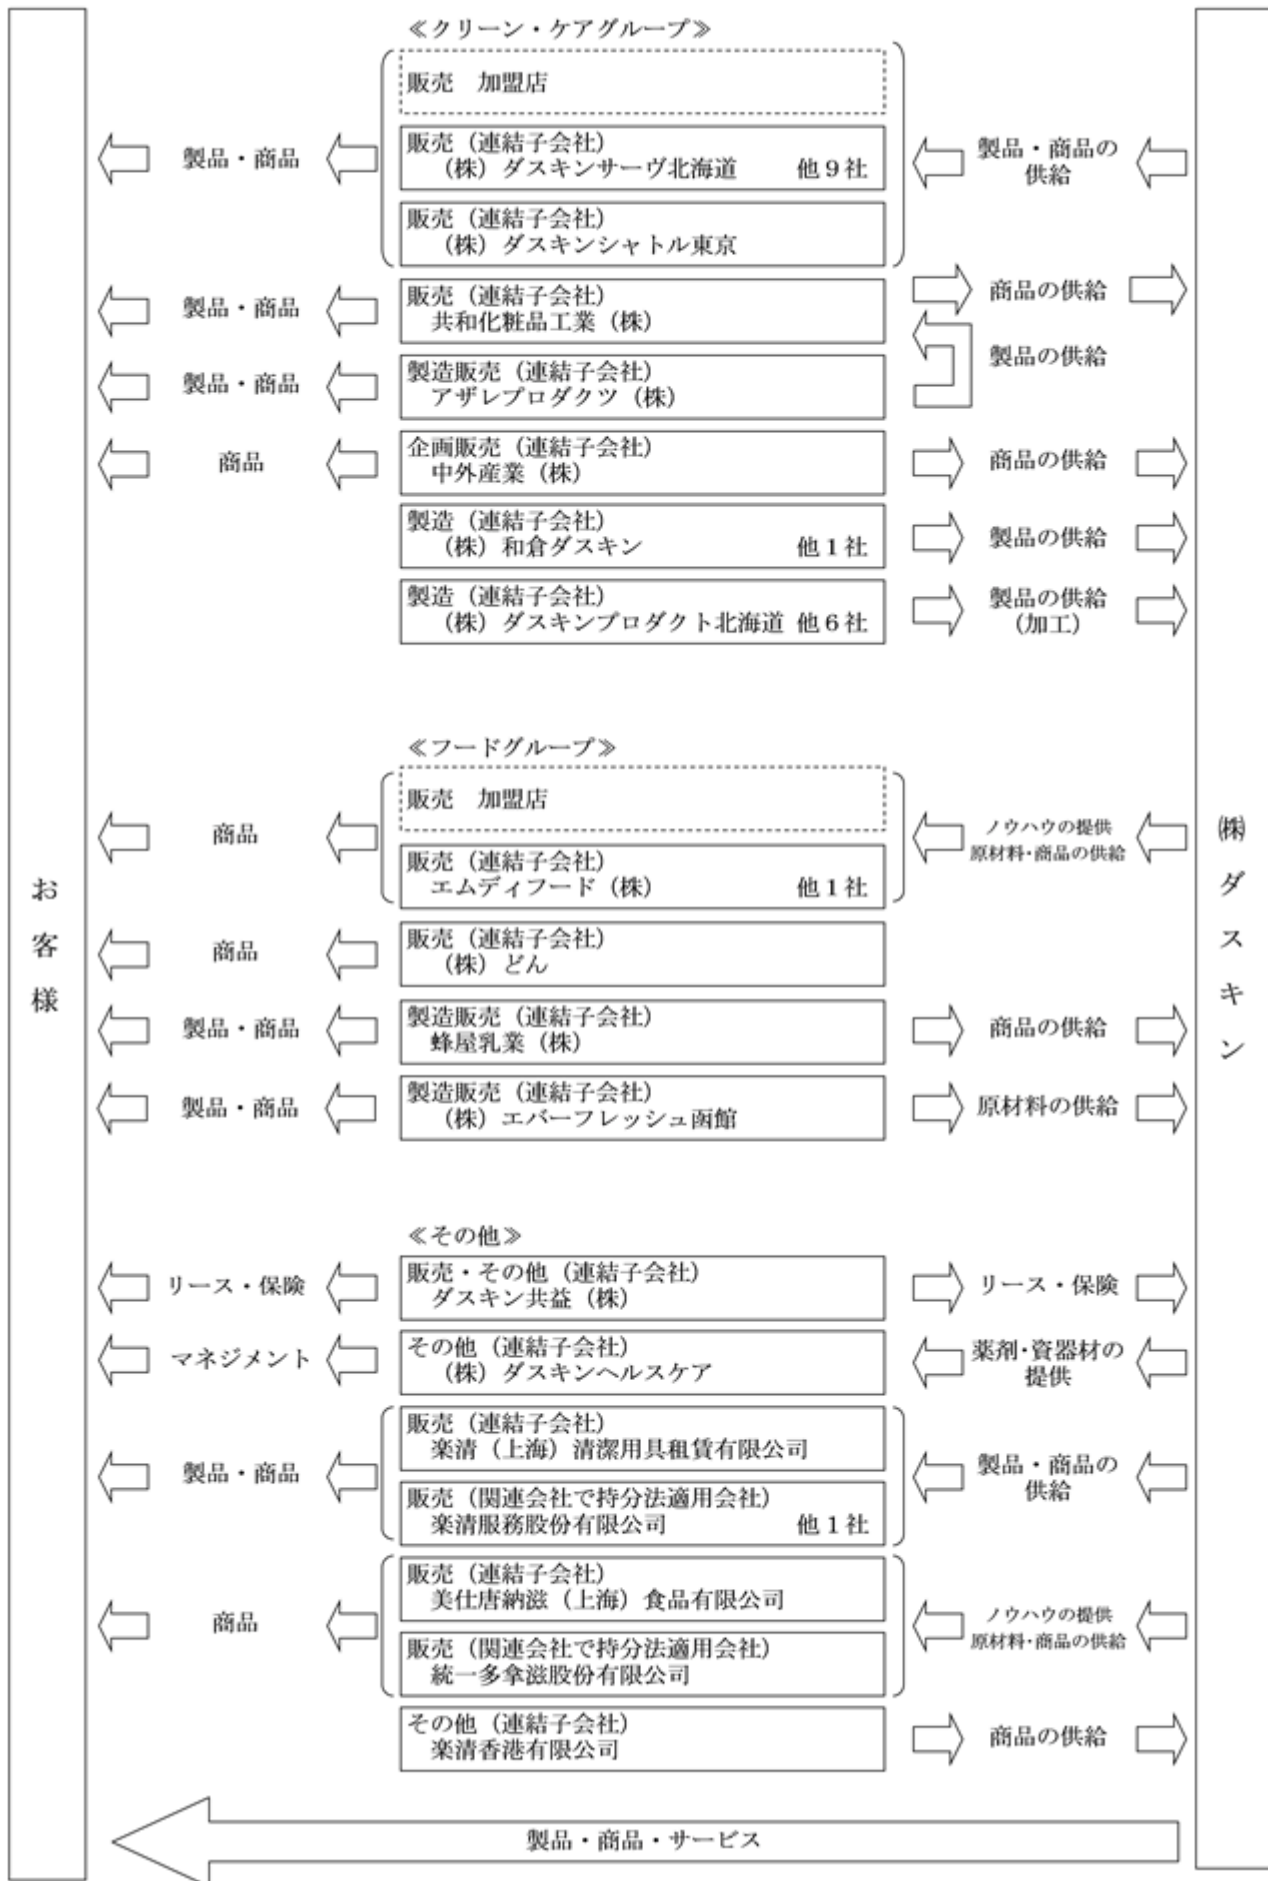 ≪クリーン・ケアグループ≫
販売　加盟店
販売（連結子会社）
（株）ダスキンサーヴ北海道　他９社
販売（連結子会社）
（株）ダスキンシャトル東京
製品・商品
製品・商品の
供給
販売（連結子会社）
共和化粧品工業（株）
製品・商品
商品の供給
製造販売（連結子会社）
アザレプロダクツ（株）
製品・商品
製品の供給
企画販売（連結子会社）
中外産業（株）
商品
商品の供給
製造（連結子会社）
（株）和倉ダスキン　他１社
製品の供給
製造（連結子会社）
（株）ダスキンプロダクト北海道 他６社
製品の供給
（加工）
≪フードグループ≫
販売　加盟店
販売（連結子会社）
エムディフード（株）　他１社
商品
ノウハウの提供
原材料・商品の供給
販売（連結子会社）
（株）どん
商品
製造販売（連結子会社）
蜂屋乳業（株）
製品・商品
商品の供給
製造販売（連結子会社）
（株）エバーフレッシュ函館
製品・商品
原材料の供給
≪その他≫
販売・その他（連結子会社）
ダスキン共益（株）
リース・保険
リース・保険
その他（連結子会社）
（株）ダスキンヘルスケア
マネジメント
薬剤・資器材の
提供
販売（連結子会社）
楽清（上海）清潔用具租賃有限公司
販売（関連会社で持分法適用会社）
楽清服務股份有限公司　他１社
製品・商品
製品・商品の
供給
販売（連結子会社）
美仕唐納滋（上海）食品有限公司
販売（関連会社で持分法適用会社）
統一多拿滋股份有限公司
商品
ノウハウの提供
原材料・商品の供給
その他（連結子会社）
楽清香港有限公司
商品の供給
製品・商品・サービス
お客様
㈱ダスキン